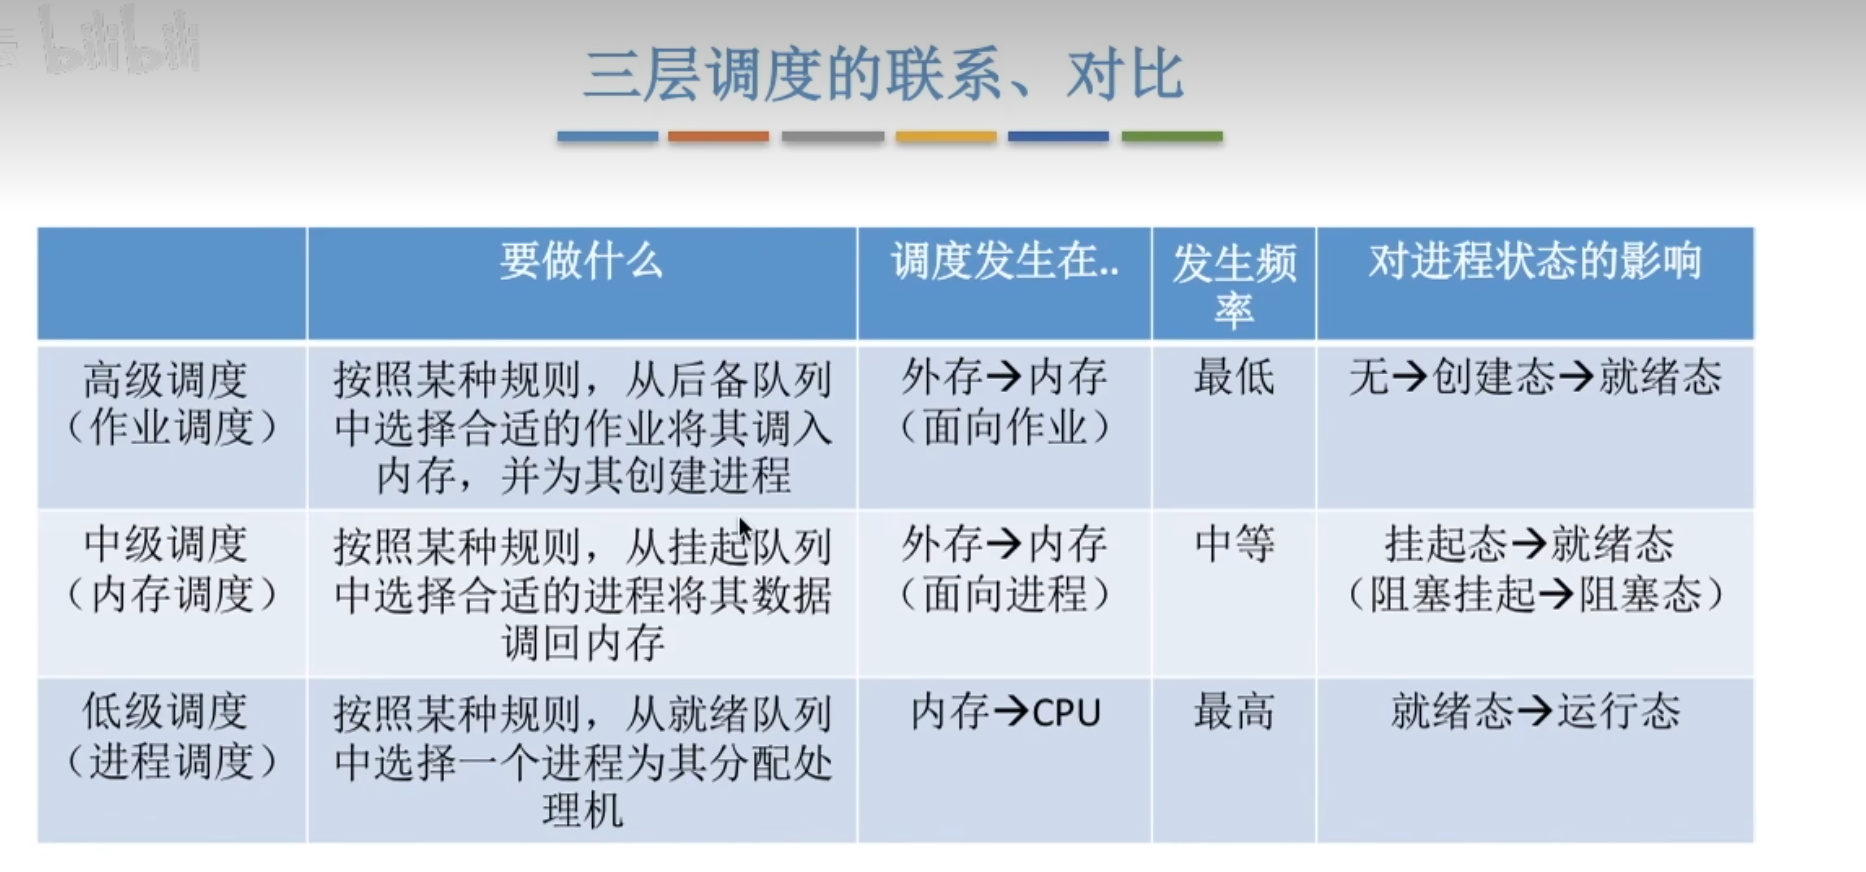 bilibili
三层调度的联系、对比
要做什么
调度发生在..
发生频
率
对进程状态的影响
高级调度
（作业调度）
按照某种规则，从后备队列
中选择合适的作业将其调入
内存，并为其创建进程
外存→内存
（面向作业）
最低
无→创建态→就绪态
中级调度
（内存调度）
按照某种规则，从挂起队列
中选择合适的进程将其数据
调回内存
外存→内存
（面向进程）
中等
挂起态→就绪态
（阻塞挂起→阻塞态）
低级调度
（进程调度）
按照某种规则，从就绪队列
中选择一个进程为其分配处
理机
内存→CPU
最高
就绪态→运行态